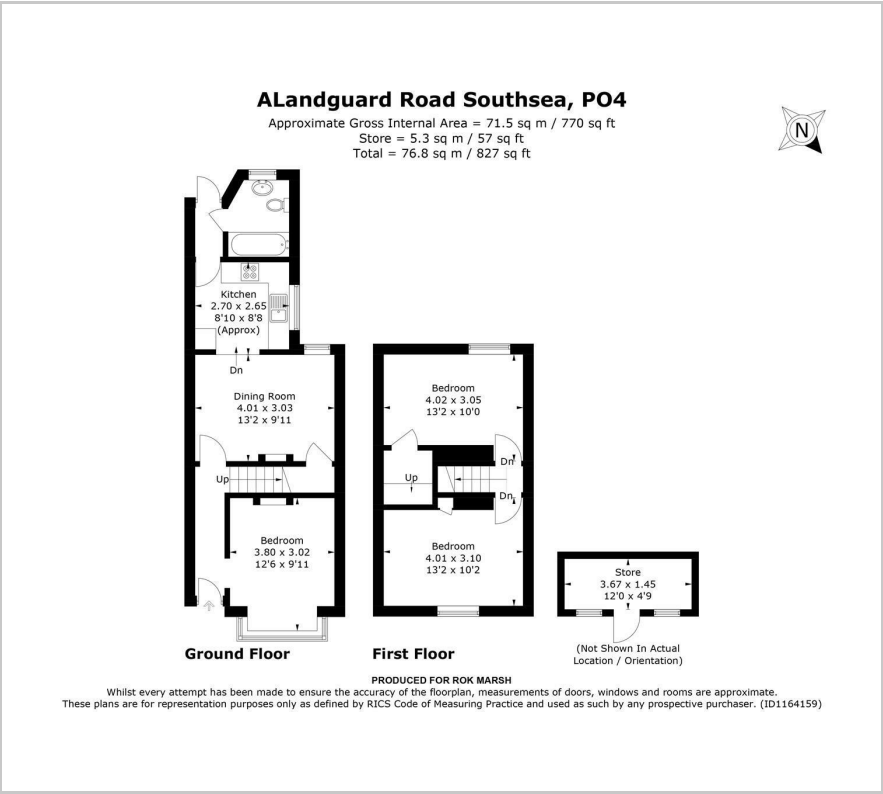 ALandguard Road Southsea, PO4
Approximate Gross Internal Area = 71.5 sq m / 770 sq ft
Store = 5.3 sq m / 57 sq ft
Total = 76.8 sq m / 827 sq ft
N
Kitchen
2.70 x 2.65
8'10 x 8'8
(Approx)
Dn
Dining Room
4.01 x 3.03
13'2 x 9'11
Up
Bedroom
3.80 x 3.02
12'6 x 9'11
Ground Floor
Bedroom
4.02 x 3.05
13'2 x 10'0
Dn
Up
Dn
Bedroom
4.01 x 3.10
13'2 x 10'2
First Floor
Store
3.67 x 1.45
12'0 x 4'9
(Not Shown In Actual
Location / Orientation)
PRODUCED FOR ROK MARSH
Whilst every attempt has been made to ensure the accuracy of the floorplan, measurements of doors, windows and rooms are approximate.
These plans are for representation purposes only as defined by RICS Code of Measuring Practice and used as such by any prospective purchaser. (ID1164159)